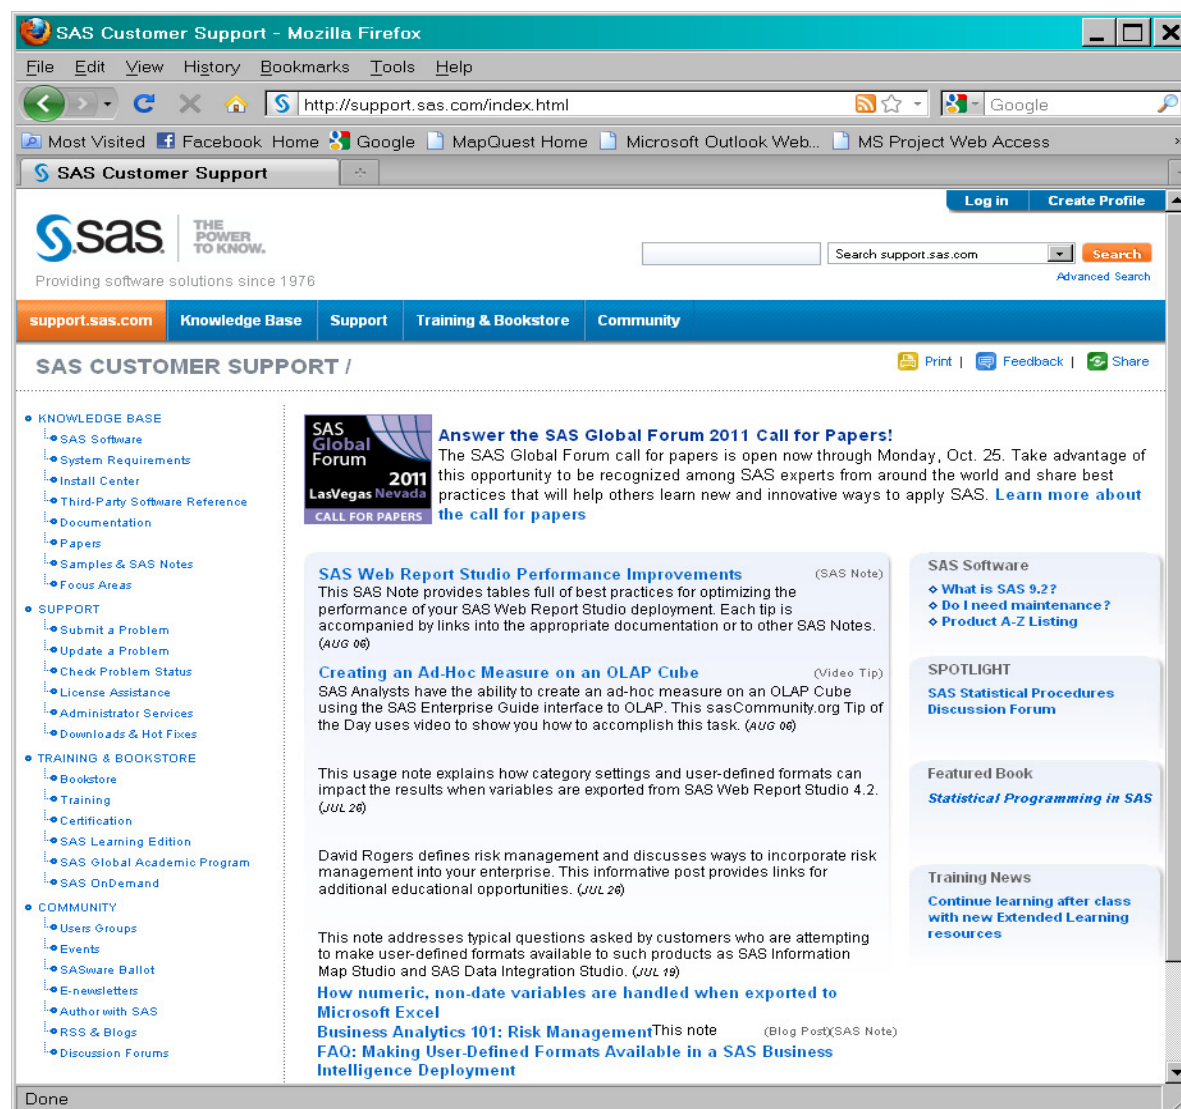 SAS Customer Support - Mozilla Firefox
File Edit View History Bookmarks Tools Help
http://support.sas.com/index.html
Google
Most Visited Facebook Home Google MapQuest Home Microsoft Outlook Web... MS Project Web Access
SAS Customer Support
Log in Create Profile
sas THE POWER TO KNOW.
Search support.sas.com Search
Providing software solutions since 1976
Advanced Search
support.sas.com Knowledge Base Support Training & Bookstore Community
SAS CUSTOMER SUPPORT /
Print | Feedback | Share
KNOWLEDGE BASE
SAS Software
System Requirements
Install Center
Third-Party Software Reference
Documentation
Papers
Samples & SAS Notes
Focus Areas
SUPPORT
Submit a Problem
Update a Problem
Check Problem Status
License Assistance
Administrator Services
Downloads & Hot Fixes
TRAINING & BOOKSTORE
Bookstore
Training
Certification
SAS Learning Edition
SAS Global Academic Program
SAS OnDemand
COMMUNITY
Users Groups
Events
SASware Ballot
E-newsletters
Author with SAS
RSS & Blogs
Discussion Forums
SAS
Global
Forum
2011
LasVegas Nevada
CALL FOR PAPERS
Answer the SAS Global Forum 2011 Call for Papers!
The SAS Global Forum call for papers is open now through Monday, Oct. 25. Take advantage of
this opportunity to be recognized among SAS experts from around the world and share best
practices that will help others learn new and innovative ways to apply SAS. Learn more about
the call for papers
SAS Web Report Studio Performance Improvements (SAS Note)
This SAS Note provides tables full of best practices for optimizing the
performance of your SAS Web Report Studio deployment. Each tip is
accompanied by links into the appropriate documentation or to other SAS Notes.
(AUG 06)
Creating an Ad-Hoc Measure on an OLAP Cube (Video Tip)
SAS Analysts have the ability to create an ad-hoc measure on an OLAP Cube
using the SAS Enterprise Guide interface to OLAP. This sasCommunity.org Tip of
the Day uses video to show you how to accomplish this task. (AUG 06)
This usage note explains how category settings and user-defined formats can
impact the results when variables are exported from SAS Web Report Studio 4.2.
(JUL 26)
David Rogers defines risk management and discusses ways to incorporate risk
management into your enterprise. This informative post provides links for
additional educational opportunities. (JUL 26)
This note addresses typical questions asked by customers who are attempting
to make user-defined formats available to such products as SAS Information
Map Studio and SAS Data Integration Studio. (JUL 19)
How numeric, non-date variables are handled when exported to
Microsoft Excel
Business Analytics 101: Risk ManagementThis note (Blog Post)(SAS Note)
FAQ: Making User-Defined Formats Available in a SAS Business
Intelligence Deployment
SAS Software
What is SAS 9.2?
Do I need maintenance?
Product A-Z Listing
SPOTLIGHT
SAS Statistical Procedures
Discussion Forum
Featured Book
Statistical Programming in SAS
Training News
Continue learning after class
with new Extended Learning
resources
Done